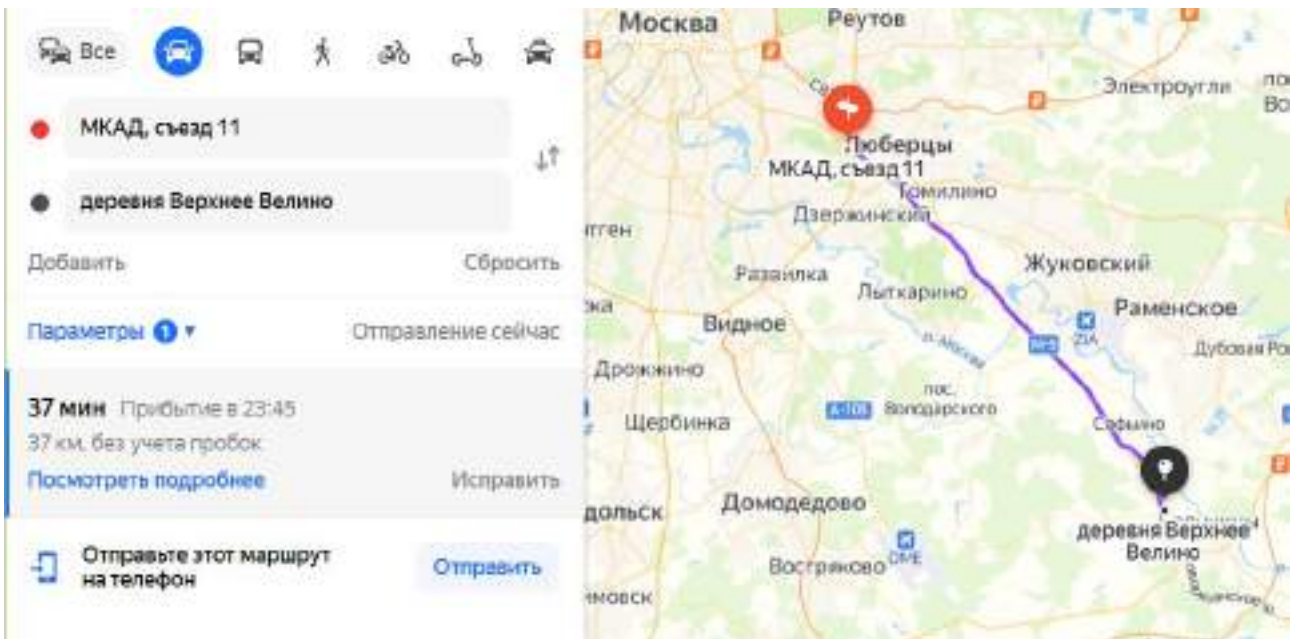 Все
МКАД, съезд 11
деревня Верхнее Велино
Добавить
Сбросить
Параметры 1
Отправление сейчас
37 мин Прибытие в 23:45
37 км, без учета пробок
Посмотреть подробнее
Исправить
Отправьте этот маршрут
на телефон
Отправить
Москва
Реутов
Электроугли
Люберцы
МКАД, съезд 11
Томилино
Дзержинский
Развилка
Лыткарино
Жуковский
Раменское
Видное
р. Москва
М-5
ZIA
Дрожжино
пос.
Володарского
А-105
Щербинка
Софьино
Домодедово
деревня Верхнее
Велино
Востряково
DME